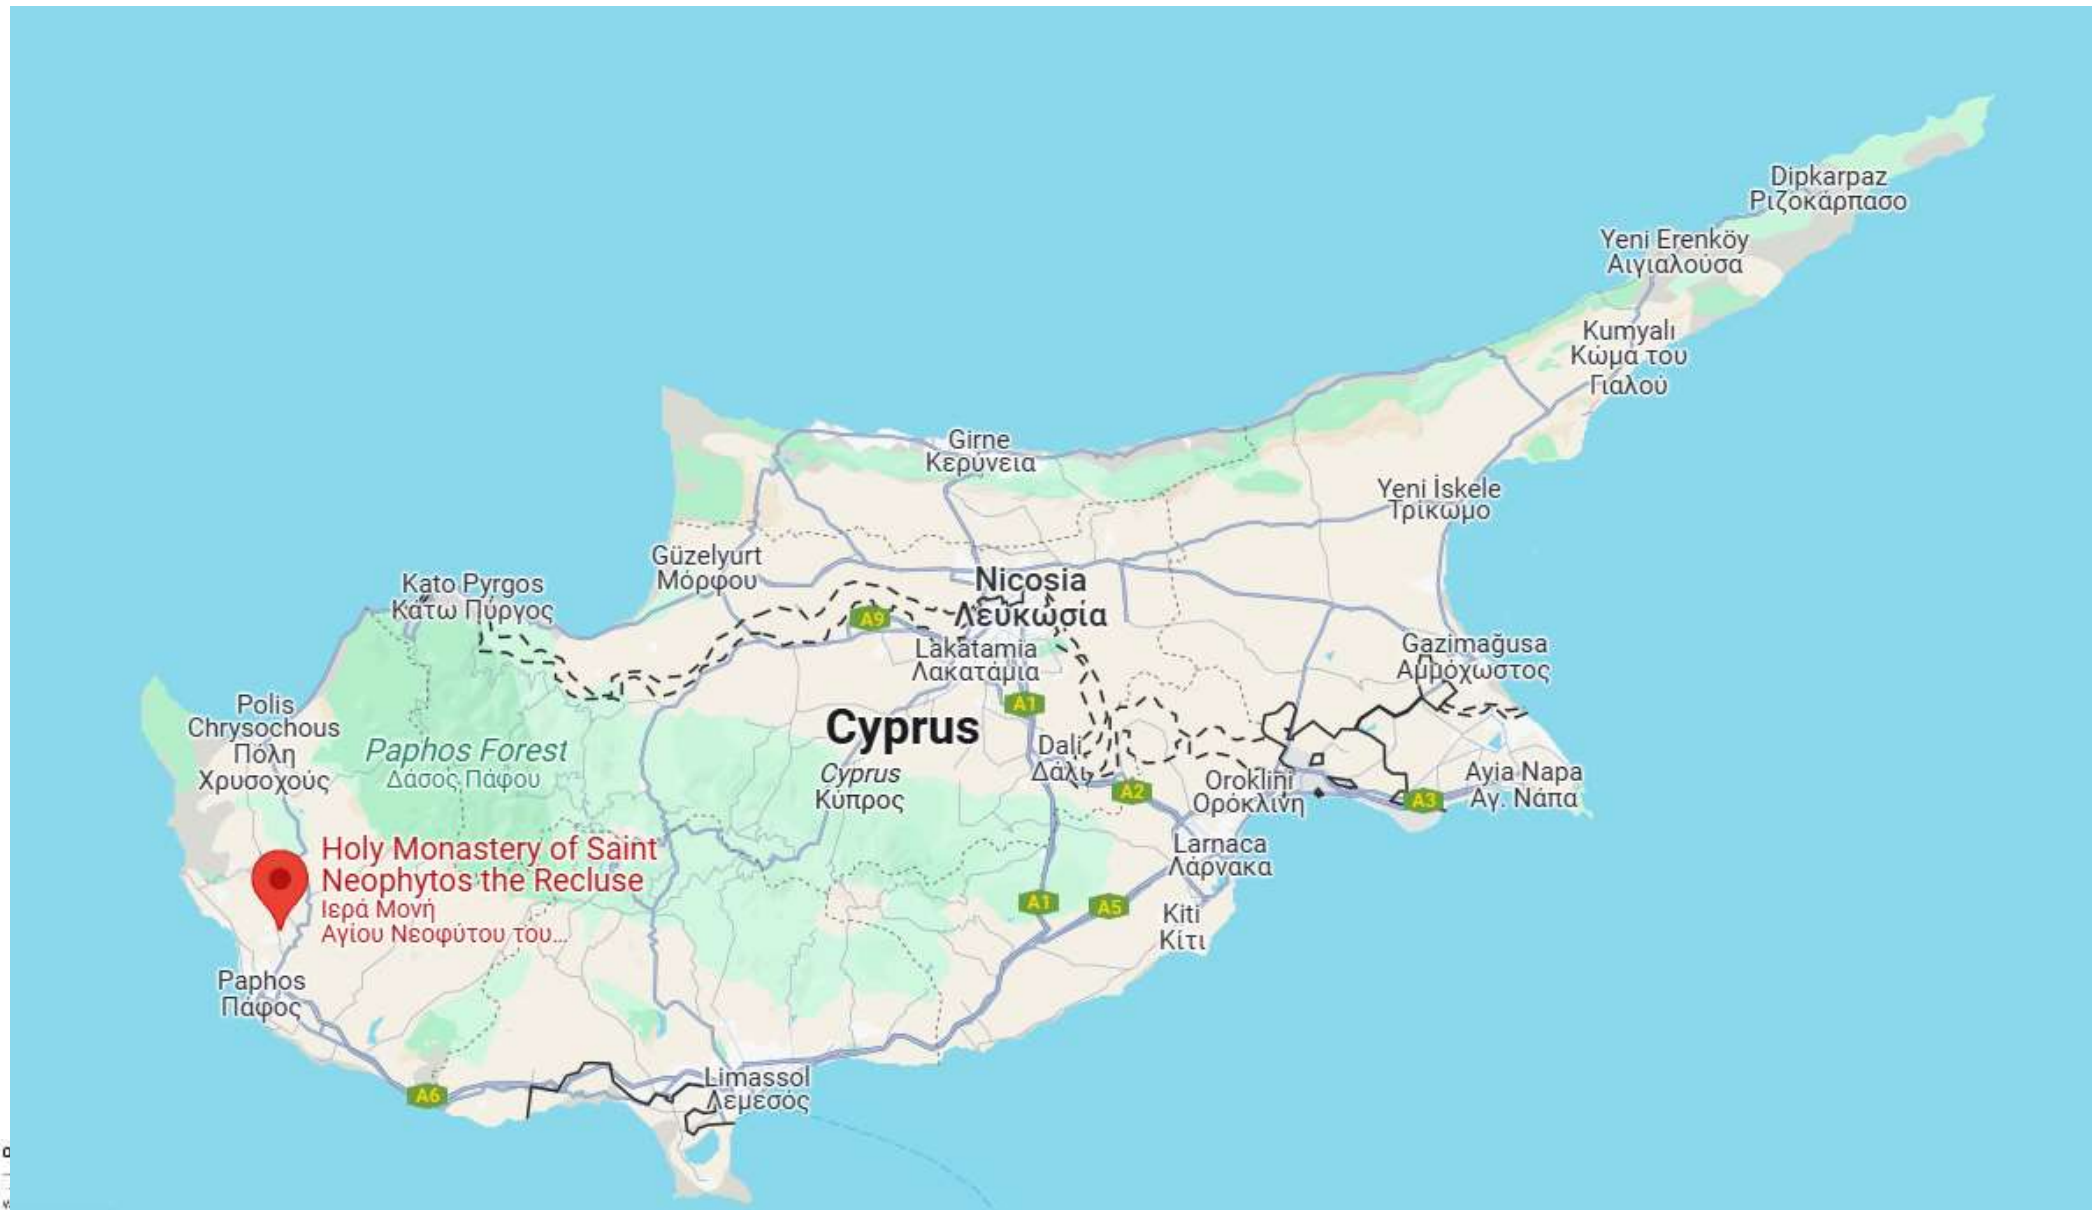 Dipkarpaz
Ριζοκάρπασο
Yeni Erenköy
Αιγιαλούσα
Kumyalı
Κώμα του
Γιαλού
Girne
Κερύνεια
Yeni İskele
Τρίκωμο
Güzelyurt
Μόρφου
Kato Pyrgos
Κάτω Πύργος
Nicosia
Λευκωσία
A9
Lakatamia
Λακατάμια
Gazimağusa
Αμμόχωστος
A1
Polis
Chrysochous
Πόλη
Χρυσοχούς
Paphos Forest
Δάσος Πάφου
Cyprus
Cyprus
Κύπρος
Dali
Δάλι
A2
Oroklini
Ορόκλινη
A3
Ayia Napa
Αγ. Νάπα
Larnaca
Λάρνακα
Holy Monastery of Saint
Neophytos the Recluse
Ιερά Μονή
Αγίου Νεοφύτου του...
A1
A5
Kiti
Κίτι
Paphos
Πάφος
A6
Limassol
Λεμεσός